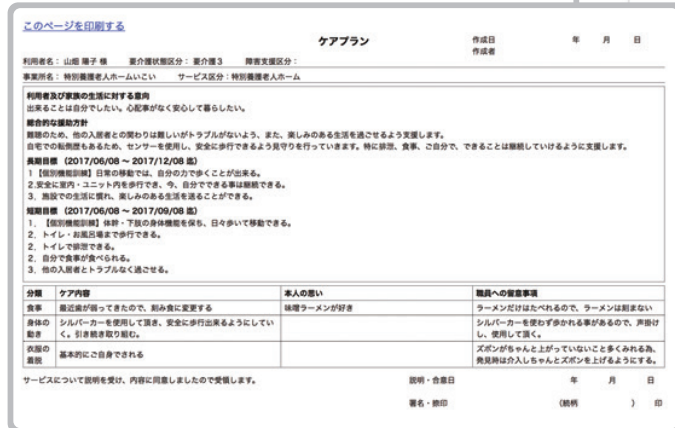 このページを印刷する
ケアプラン
作成日 年 月 日
作成者
利用者名: 山畑 陽子 様 要介護状態区分: 要介護3 障害支援区分:
事業所名: 特別養護老人ホームいこい サービス区分: 特別養護老人ホーム
利用者及び家族の生活に対する意向
出来ることは自分でしたい。心配事がなく安心して暮らしたい。
総合的な援助方針
難聴のため、他の入居者との関わりは難しいがトラブルがないよう、また、楽しみのある生活を過ごせるよう支援します。
自宅での転倒歴もあるため、センサーを使用し、安全に歩行できるよう見守りを行っていきます。特に排泄、食事、ご自分で、できることは継続していけるように支援します。
長期目標 (2017/06/08 ~ 2017/12/08 迄)
1【個別機能訓練】日常の移動では、自分の力で歩くことが出来る。
2.安全に室内・ユニット内を歩行でき、今、自分でできる事は継続できる。
3、施設での生活に慣れ、楽しみのある生活を送ることができる。
短期目標 (2017/06/08 ~ 2017/09/08 迄)
1、【個別機能訓練】体幹・下肢の身体機能を保ち、日々歩いて移動できる。
2、トイレ・お風呂場まで歩行できる。
2、トイレで排泄できる。
2、自分で食事が食べられる。
3、他の入居者とトラブルなく過ごせる。
分類 ケア内容 本人の思い 職員への留意事項
食事 最近歯が弱ってきたので、刻み食に変更する 味噌ラーメンが好き ラーメンだけはたべれるので、ラーメンは刻まない
身体の動き シルバーカーを使用して頂き、安全に歩行出来るようにしていく。引き続き取り組む。 シルバーカーを使わず歩かれる事があるので、声掛けし、使用して頂く。
衣服の着脱 基本的にご自身でできれる ズボンがちゃんと上がっていないこと多くみれる為、発見時は介入しちゃんとズボンを上げるようにする。
サービスについて説明を受け、内容に同意しましたので受領します。 説明・合意日 年 月 日
署名・捺印 (続柄 ) 印